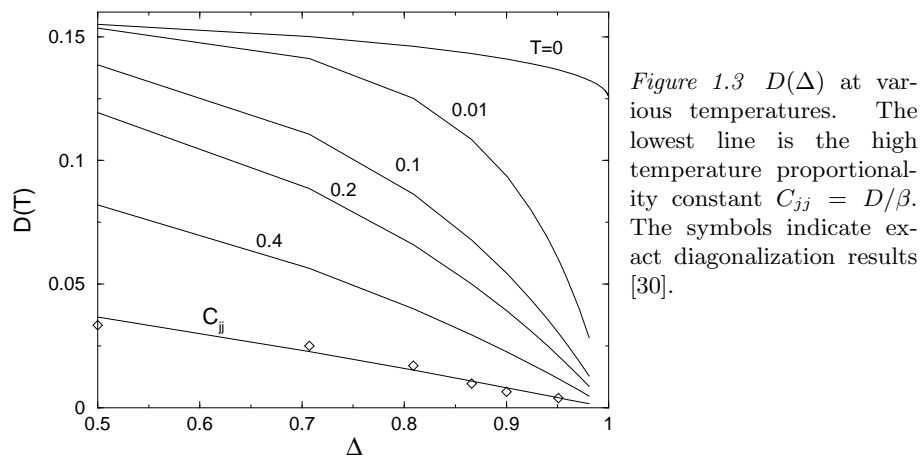 0.15
0.1
0.05
0
D(T)
T=0
0.01
0.1
0.2
0.4
C_jj
0.5
0.6
0.7
0.8
0.9
1
Δ
Figure 1.3 D(Δ) at var-
ious temperatures. The
lowest line is the high
temperature proportional-
ity constant C_jj = D/β.
The symbols indicate ex-
act diagonalization results
[30].